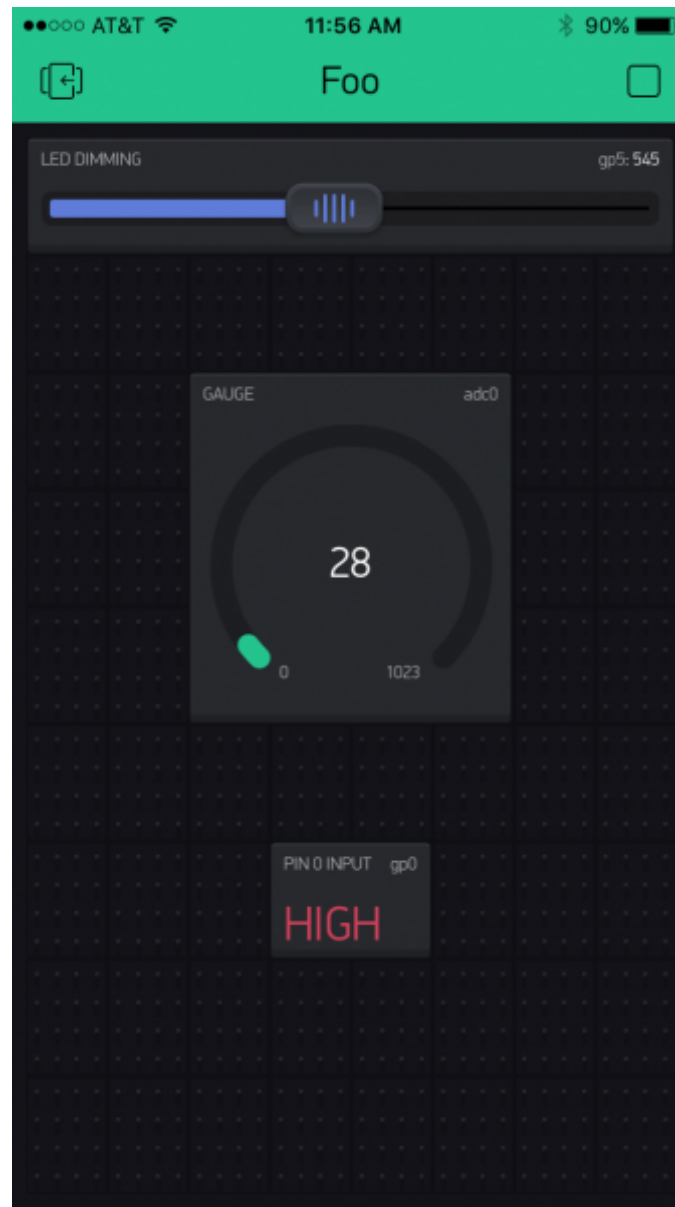 AT&T 11:56 AM 90%
Foo
LED DIMMING gp5: 545
GAUGE adc0
28
0 1023
PIN 0 INPUT gp0
HIGH